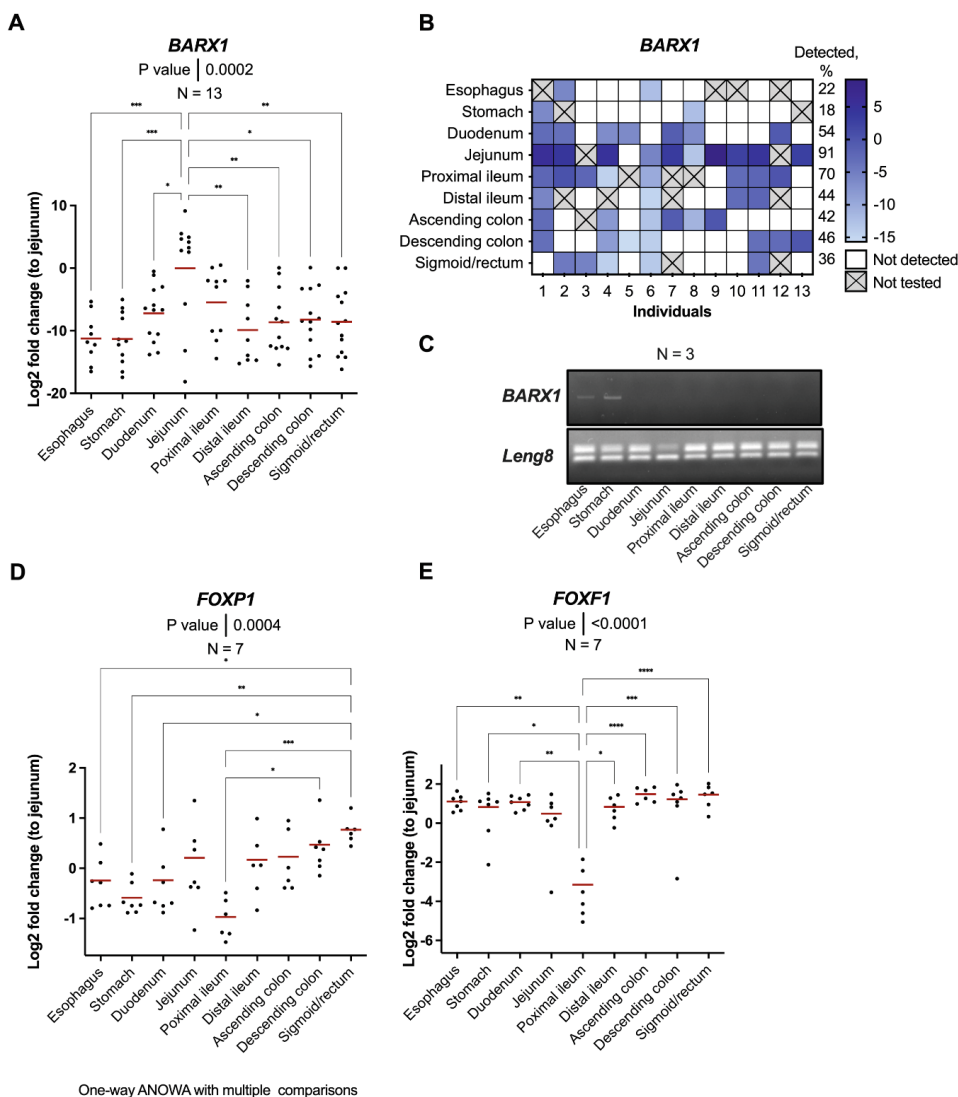 A
BARX1
P value | 0.0002
N = 13
*** ** *** * ** * **
Log2 fold change (to jejunum)
10
0
-10
-20
Esophagus Stomach Duodenum Jejunum Poximal ileum Distal ileum Ascending colon Descending colon Sigmoid/rectum
B
BARX1
Detected, %
Esophagus 22
Stomach 18
Duodenum 54
Jejunum 91
Proximal ileum 70
Distal ileum 44
Ascending colon 42
Descending colon 46
Sigmoid/rectum 36
1 2 3 4 5 6 7 8 9 10 11 12 13
Individuals
5
0
-5
-10
-15
Not detected
Not tested
C
N = 3
BARX1
Leng8
Esophagus Stomach Duodenum Jejunum Proximal ileum Distal ileum Ascending colon Descending colon Sigmoid/rectum
D
FOXP1
P value | 0.0004
N = 7
*
**
*
***
*
Log2 fold change (to jejunum)
2
0
-1
Esophagus Stomach Duodenum Jejunum Poximal ileum Distal ileum Ascending colon Descending colon Sigmoid/rectum
E
FOXF1
P value | <0.0001
N = 7
****
** ***
* ****
** *
Log2 fold change (to jejunum)
2
0
-2
-4
-6
Esophagus Stomach Duodenum Jejunum Poximal ileum Distal ileum Ascending colon Descending colon Sigmoid/rectum
One-way ANOWA with multiple comparisons